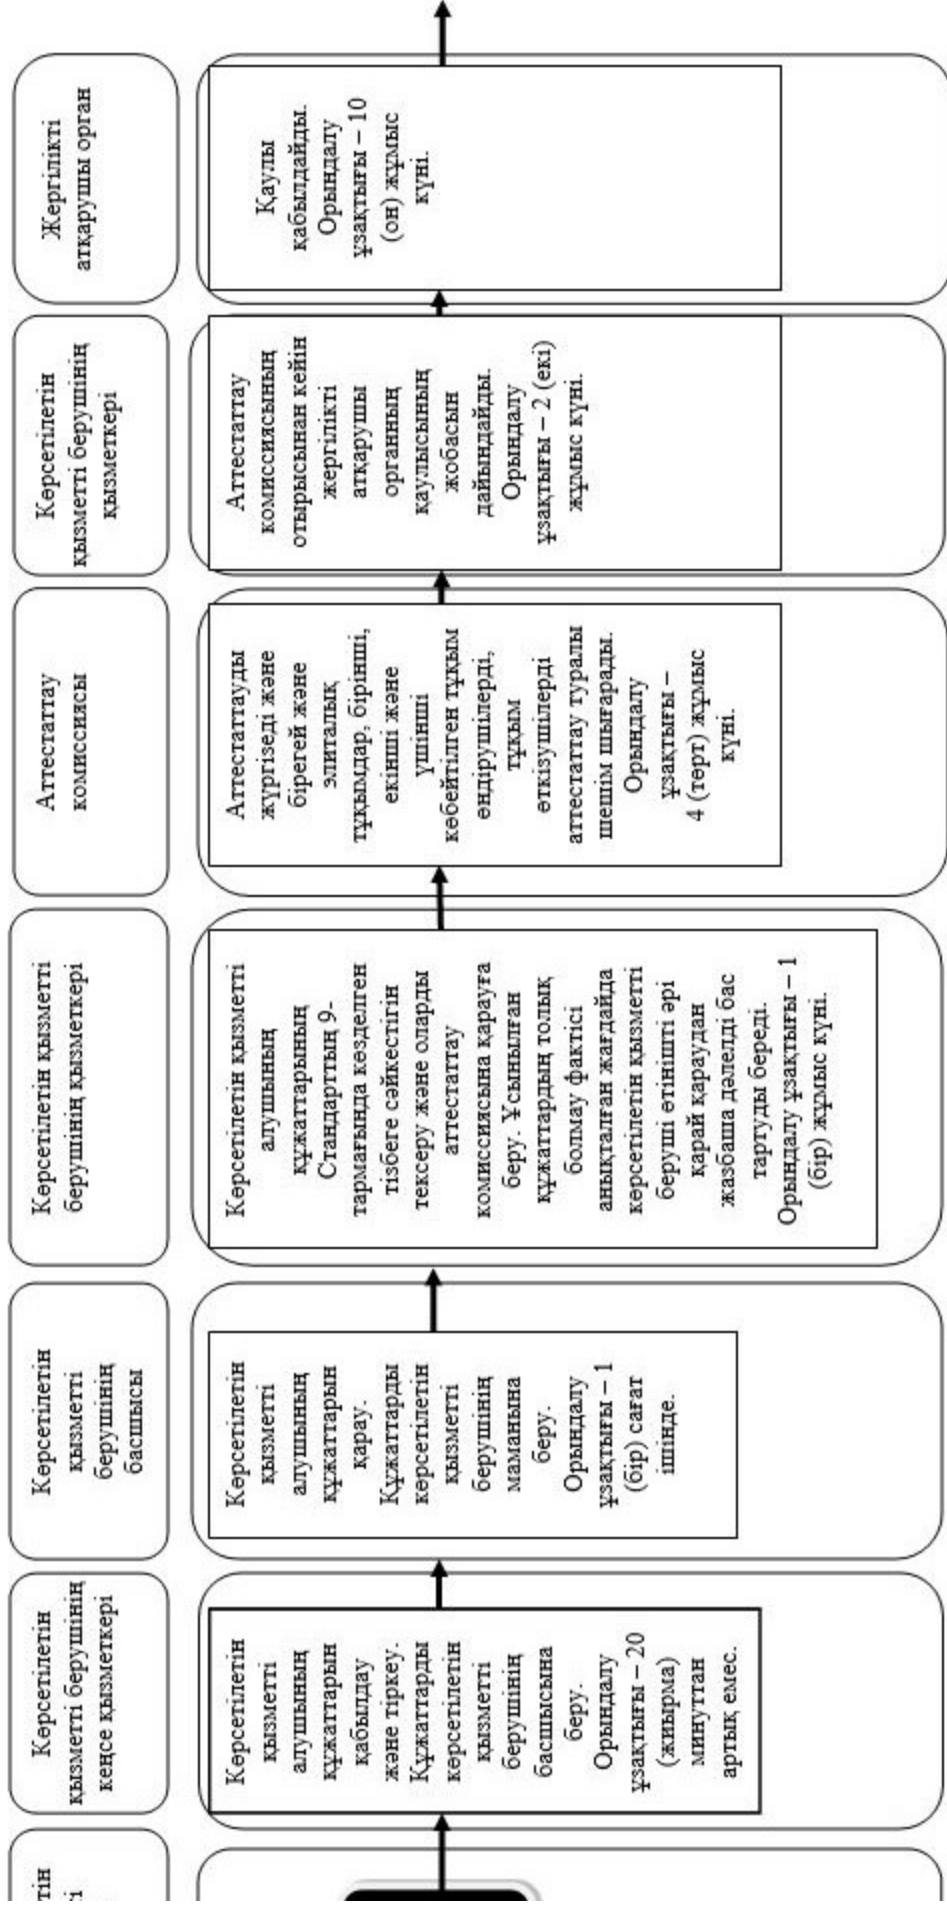 тін
ті
Көрсетілетін
қызметті берушінің
кеңсе қызметкері
Көрсетілетін
қызметті
алушының
құжаттарын
қабылдау
және тіркеу.
Құжаттарды
көрсетілетін
қызметті
берушінің
басшысына
беру.
Орындалу
ұзақтығы – 20
(жиырма)
минуттан
артық емес.
Көрсетілетін
қызметті
берушінің
басшысы
Көрсетілетін
қызметті
алушының
құжаттарын
қарау.
Құжаттарды
көрсетілетін
қызметті
берушінің
маманына
беру.
Орындалу
ұзақтығы – 1
(бір) сағат
ішінде.
Көрсетілетін қызметті
берушінің қызметкері
Көрсетілетін қызметті
алушының
құжаттарының
Стандарттың 9-
тармағында көзделген
тізбеге сәйкестігін
тексеру және оларды
аттестаттау
комиссиясына қарауға
беру. Ұсынылған
құжаттардың толық
болмау фактісі
анықталған жағдайда
көрсетілетін қызметті
беруші өтінішті әрі
қарай қараудан
жазбаша дәлелді бас
тартуды береді.
Орындалу ұзақтығы – 1
(бір) жұмыс күні.
Аттестаттау
комиссиясы
Аттестаттауды
жүргізеді және
бірегей және
элиталық
тұқымдар, бірінші,
екінші және
үшінші
көбейтілген тұқым
өндірушілерді,
тұқым
өткізушілерді
аттестаттау туралы
шешім шығарады.
Орындалу
ұзақтығы –
4 (төрт) жұмыс
күні.
Көрсетілетін
қызметті берушінің
қызметкері
Аттестаттау
комиссиясының
отырысынан кейін
жергілікті
атқарушы
органның
қаулысының
жобасын
дайындайды.
Орындалу
ұзақтығы – 2 (екі)
жұмыс күні.
Жергілікті
атқарушы орган
Қаулы
қабылдайды.
Орындалу
ұзақтығы – 10
(он) жұмыс
күні.